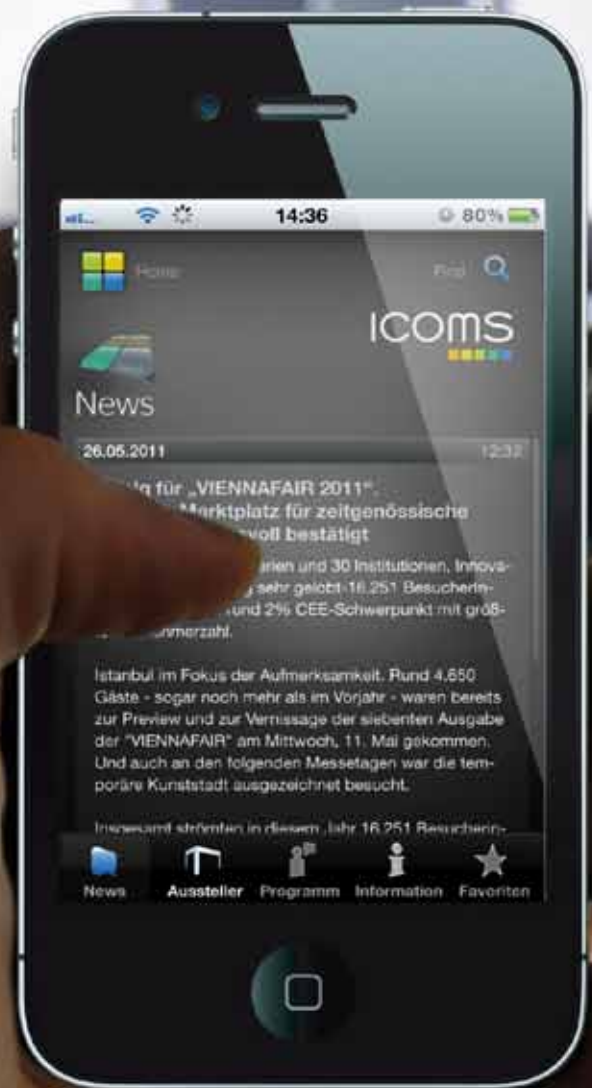 14:36 80%
Home Find
ICOMS
News
26.05.2011 12:32
für „VIENNAFAIR 2011“.
Marktplatz für zeitgenössische
voll bestätigt
und 30 Institutionen, Innova-
sehr gelobt-16.251 BesucherIn-
rund 2% CEE-Schwerpunkt mit größ-
Istanbul im Fokus der Aufmerksamkeit. Rund 4.650
Gäste - sogar noch mehr als im Vorjahr - waren bereits
zur Preview und zur Vernissage der siebenten Ausgabe
der "VIENNAFAIR" am Mittwoch, 11. Mai gekommen.
Und auch an den folgenden Messetagen war die tem-
poräre Kunststadt ausgezeichnet besucht.
Insgesamt strömten in diesem Jahr 16.251 BesucherIn-
News Aussteller Programm Information Favoriten